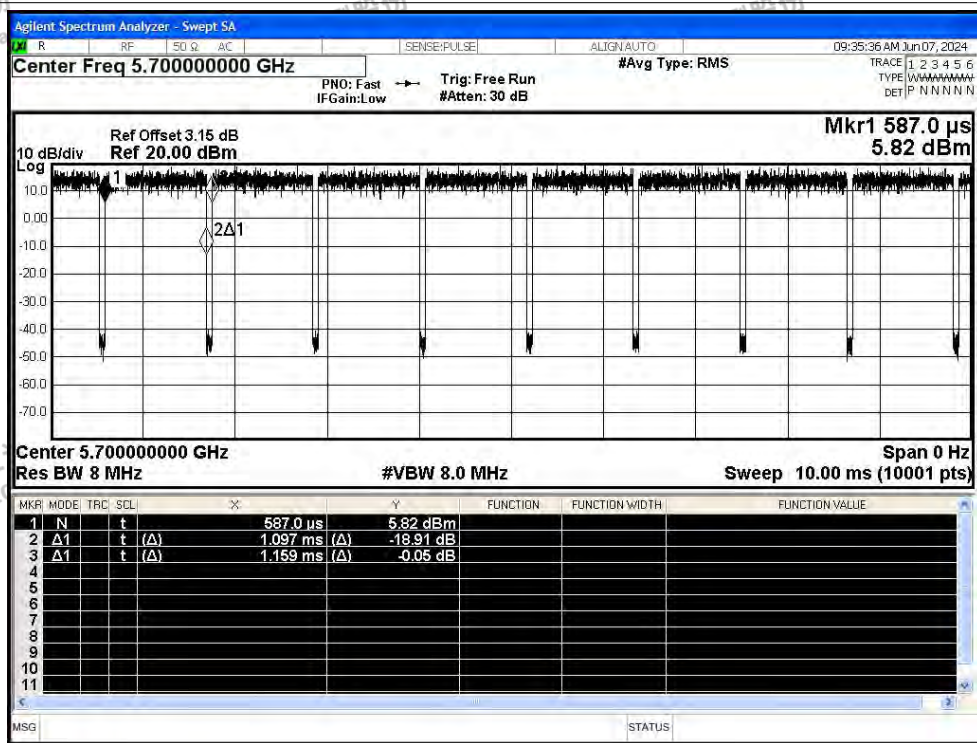 Agilent Spectrum Analyzer - Swept SA
R RF 50 Ω AC SENSE:PULSE ALIGN AUTO 09:35:36 AM Jun 07, 2024
Center Freq 5.700000000 GHz
PNO: Fast
IFGain:Low
Trig: Free Run
#Atten: 30 dB
#Avg Type: RMS
TRACE 1 2 3 4 5 6
TYPE WWWWWW
DET P N N N N N
Mkr1 587.0 µs
5.82 dBm
Ref Offset 3.15 dB
10 dB/div Ref 20.00 dBm
Log
10.0
0.00
-10.0
-20.0
-30.0
-40.0
-50.0
-60.0
-70.0
1
2Δ1
Center 5.700000000 GHz Span 0 Hz
Res BW 8 MHz #VBW 8.0 MHz Sweep 10.00 ms (10001 pts)
MKR MODE TRC SCL X Y FUNCTION FUNCTION WIDTH FUNCTION VALUE
1 N t 587.0 µs 5.82 dBm
2 Δ1 t (Δ) 1.097 ms (Δ) -18.91 dB
3 Δ1 t (Δ) 1.159 ms (Δ) -0.05 dB
4
5
6
7
8
9
10
11
MSG STATUS